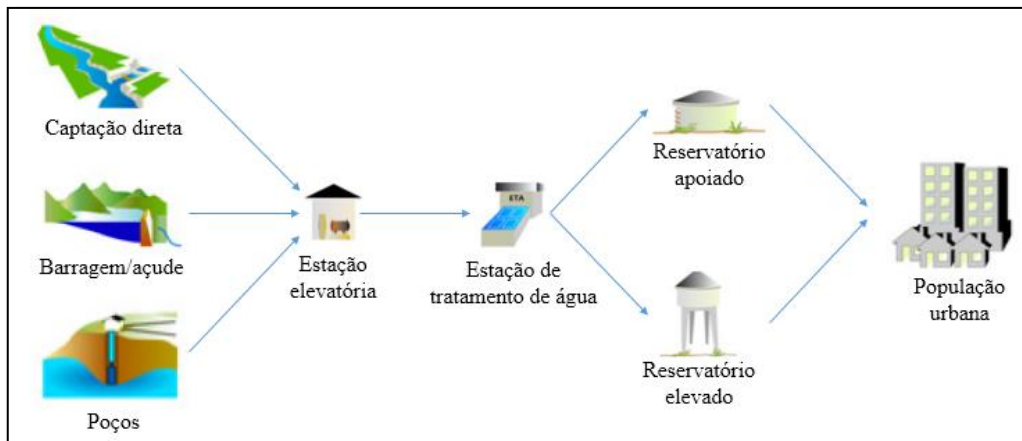 Captação direta
Barragem/açude
Poços
Estação
elevatória
ETA
Estação de
tratamento de água
Reservatório
apoiado
Reservatório
elevado
População
urbana